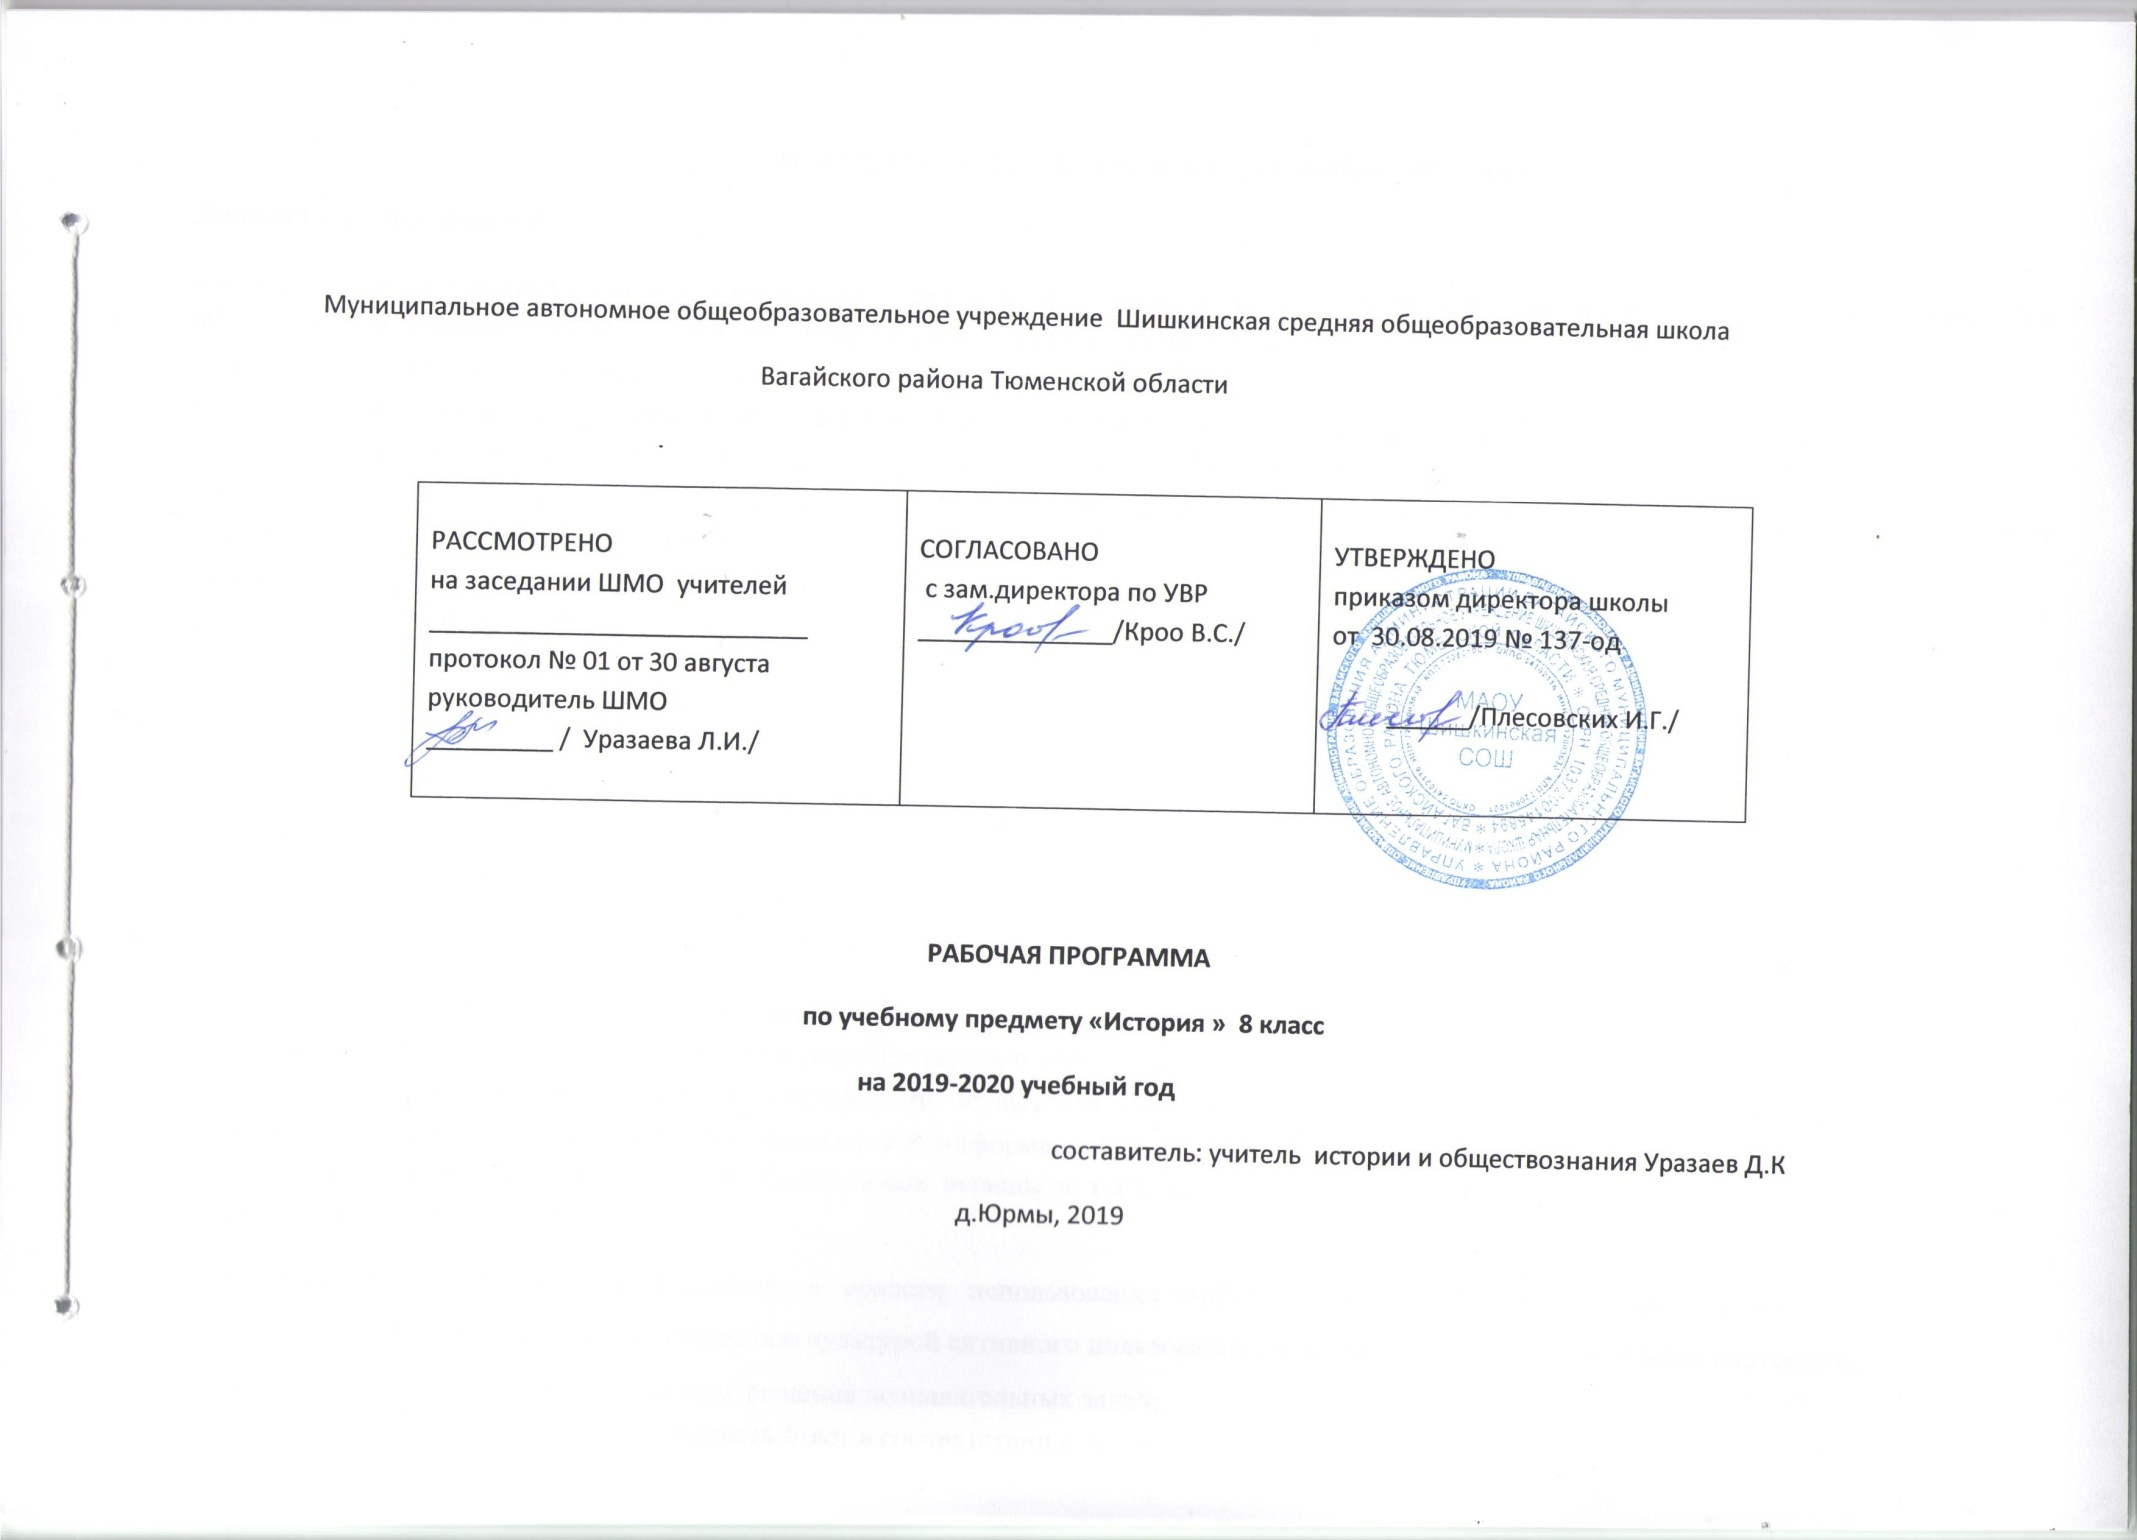 Муниципальное автономное общеобразовательное учреждение  Шишкинская средняя общеобразовательная школа
Вагайского района Тюменской области
РАССМОТРЕНО
на заседании ШМО  учителей
протокол № 01 от 30 августа
руководитель ШМО
_________ /  Уразаева Л.И./
СОГЛАСОВАНО
с зам.директора по УВР
______________/Кроо В.С./
УТВЕРЖДЕНО
приказом директора школы
от  30.08.2019 № 137-од
______/Плесовских И.Г./
МАОУ
Шишкинская
СОШ
РАБОЧАЯ ПРОГРАММА
по учебному предмету «История »  8 класс
на 2019-2020 учебный год
составитель: учитель  истории и обществознания Уразаев Д.К
д.Юрмы, 2019